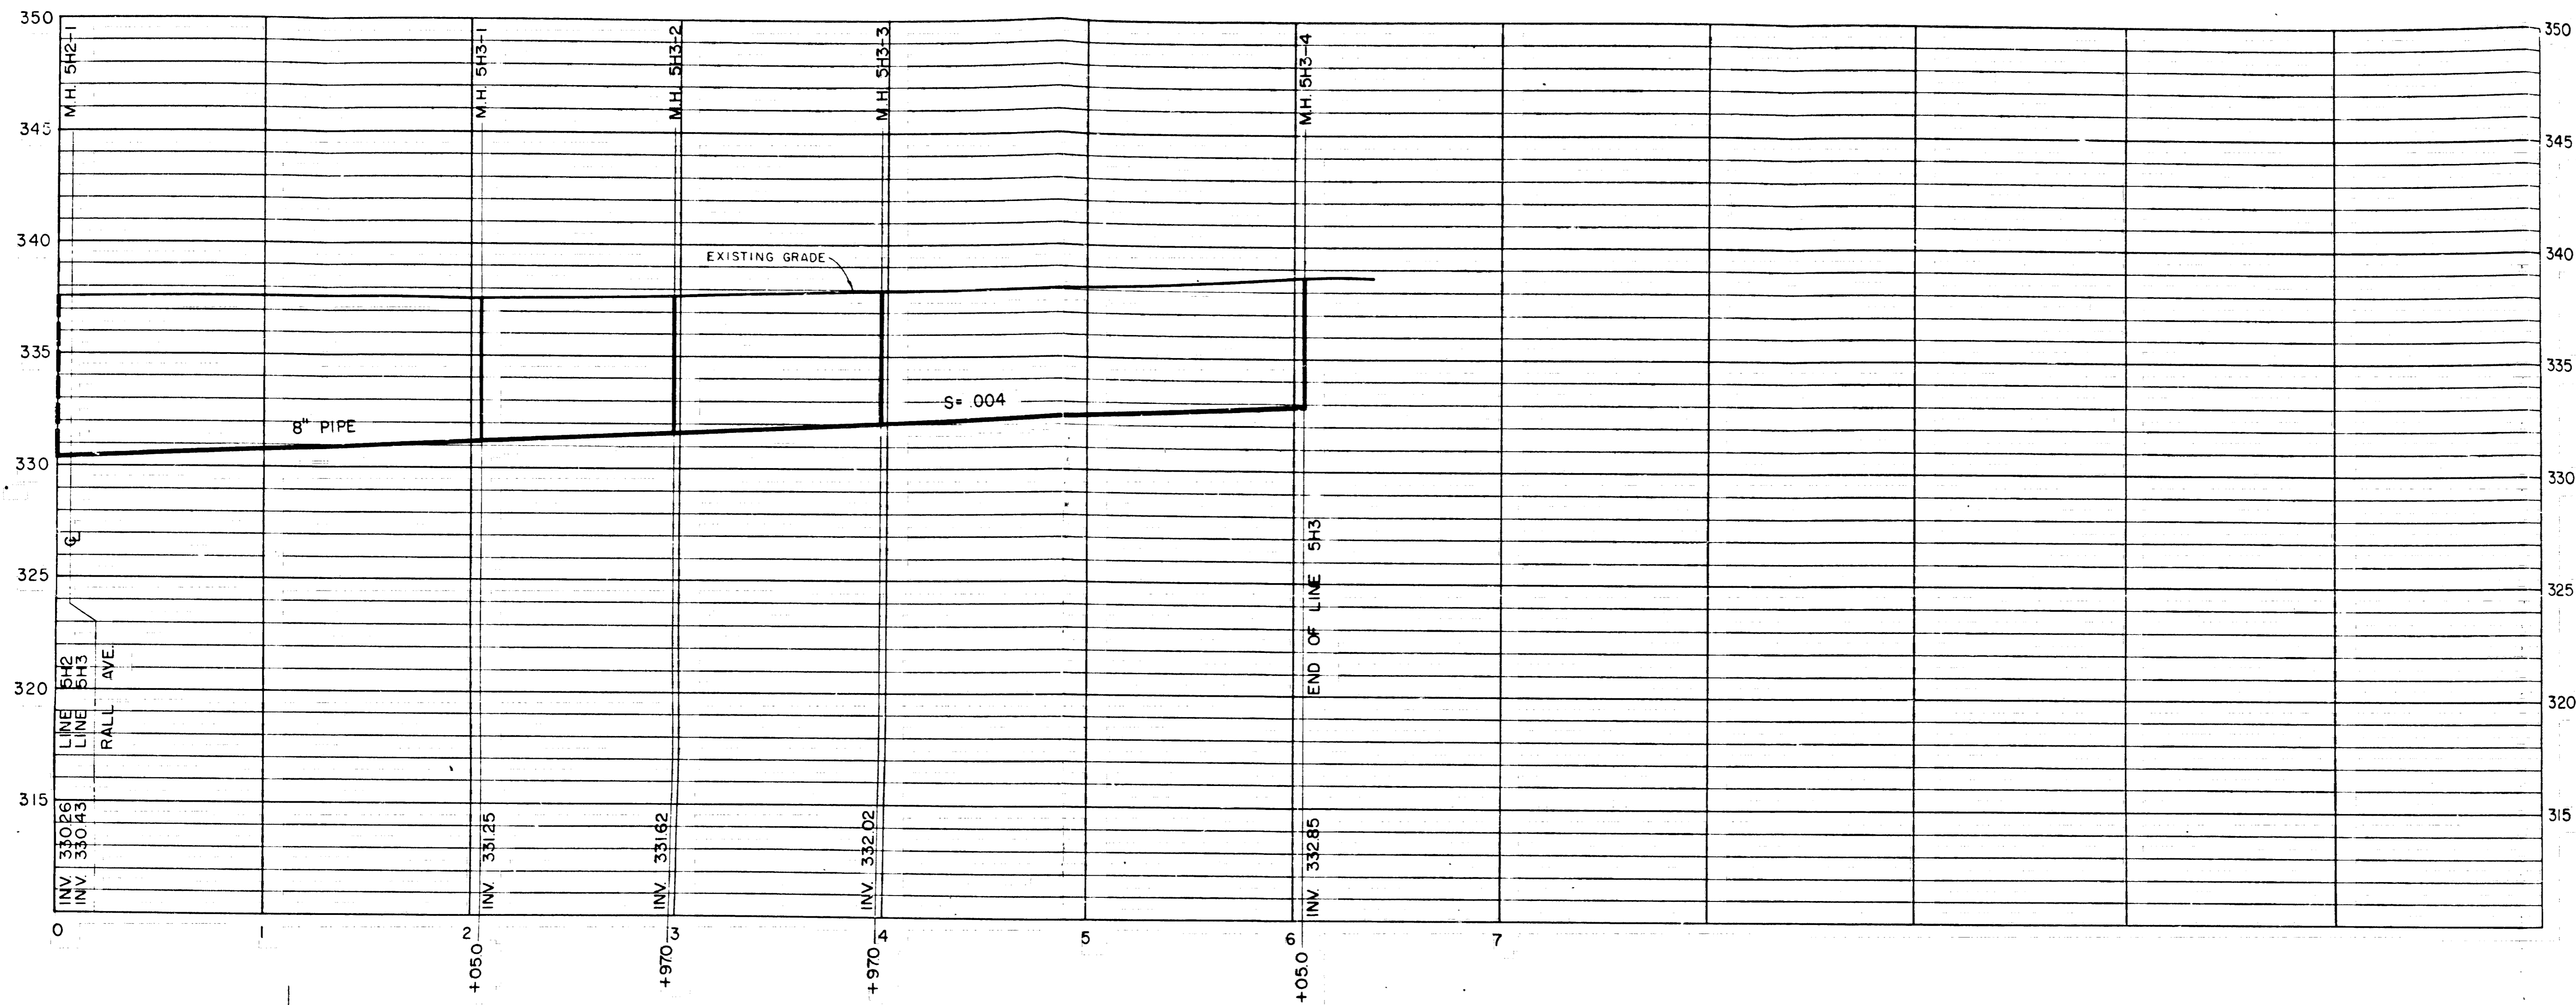 350
345
340
335
330
325
320
315
M.H. 5H2-1
M.H. 5H3-1
M.H. 5H3-2
M.H. 5H3-3
M.H. 5H3-4
EXISTING GRADE
8" PIPE
S= .004
℄
INV. 330.26 LINE 5H2
INV. 330.43 LINE 5H3
RALL AVE.
INV. 331.25
INV. 331.62
INV. 332.02
INV. 332.85 END OF LINE 5H3
350
345
340
335
330
325
320
315
0
1
2
+05.0
+97.0
3
+97.0
4
5
6
+05.0
7